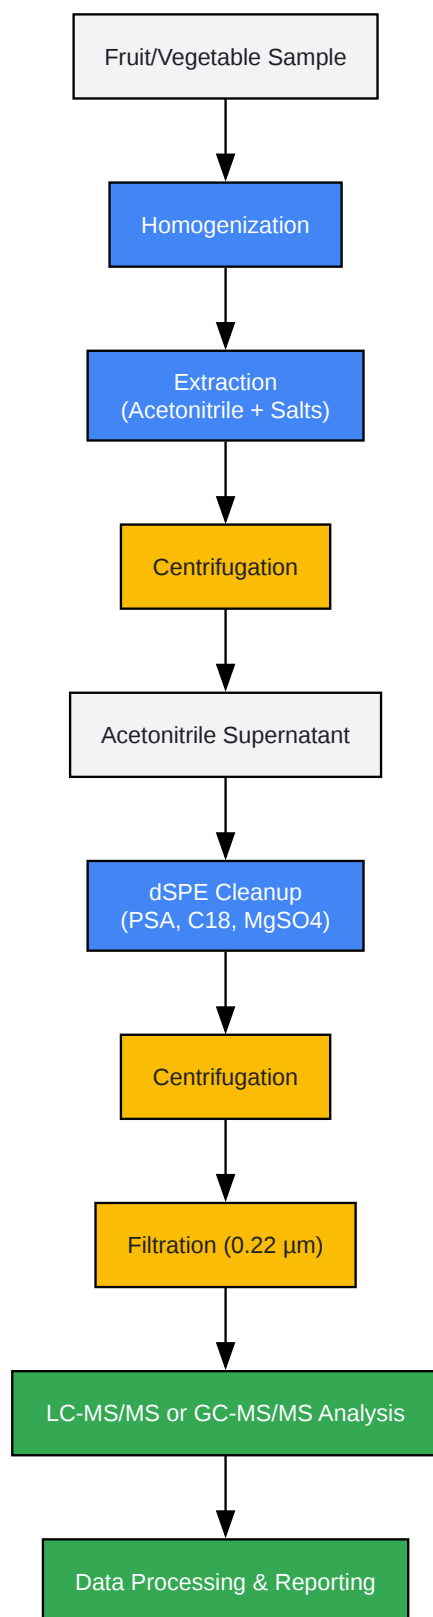 Fruit/Vegetable Sample
Homogenization
Extraction
(Acetonitrile + Salts)
Centrifugation
Acetonitrile Supernatant
dSPE Cleanup
(PSA, C18, MgSO4)
Centrifugation
Filtration (0.22 µm)
LC-MS/MS or GC-MS/MS Analysis
Data Processing & Reporting